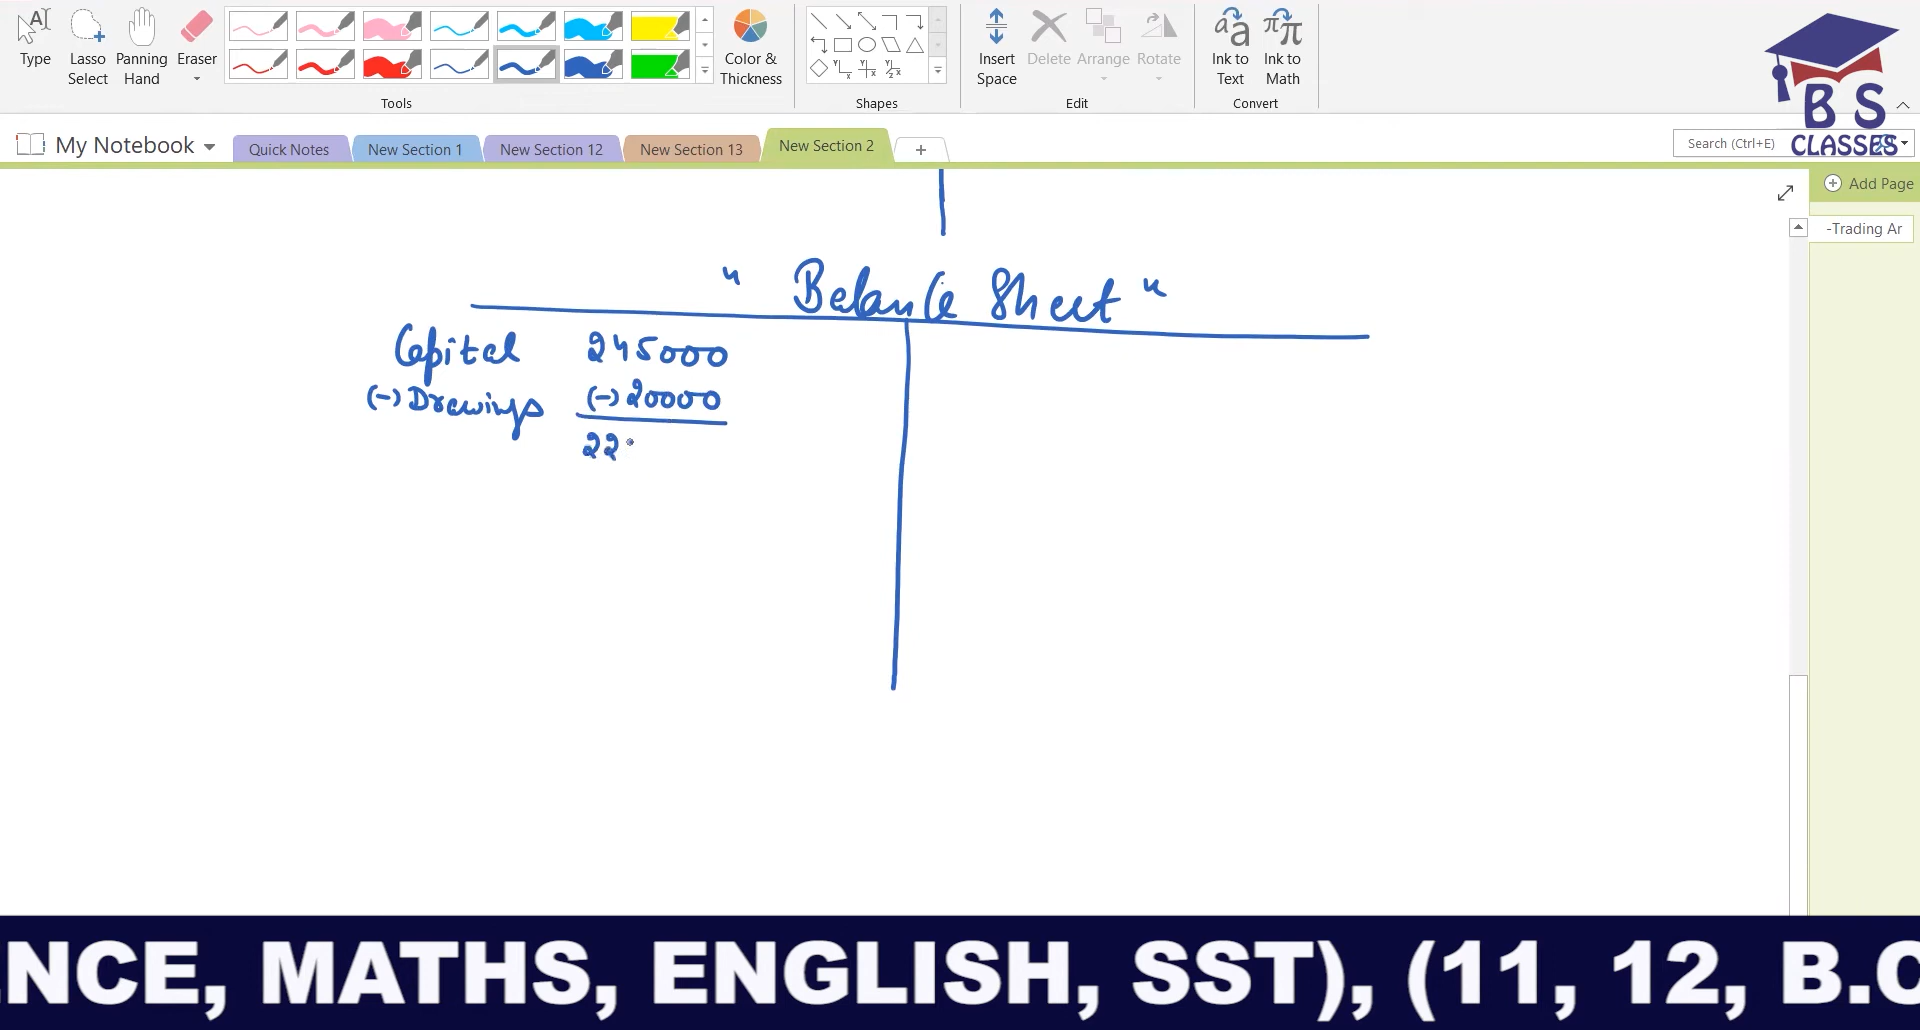 Type
Lasso Select
Panning Hand
Eraser
Color & Thickness
Insert Space
Delete
Arrange
Rotate
Ink to Text
Ink to Math
Tools
Shapes
Edit
Convert
B S
CLASSES
My Notebook
Quick Notes
New Section 1
New Section 12
New Section 13
New Section 2
+
Search (Ctrl+E)
Add Page
-Trading Ar
" Balance Sheet "
Capital 245000
(-) Drawings (-) 20000
22
NCE, MATHS, ENGLISH, SST), (11, 12, B.C